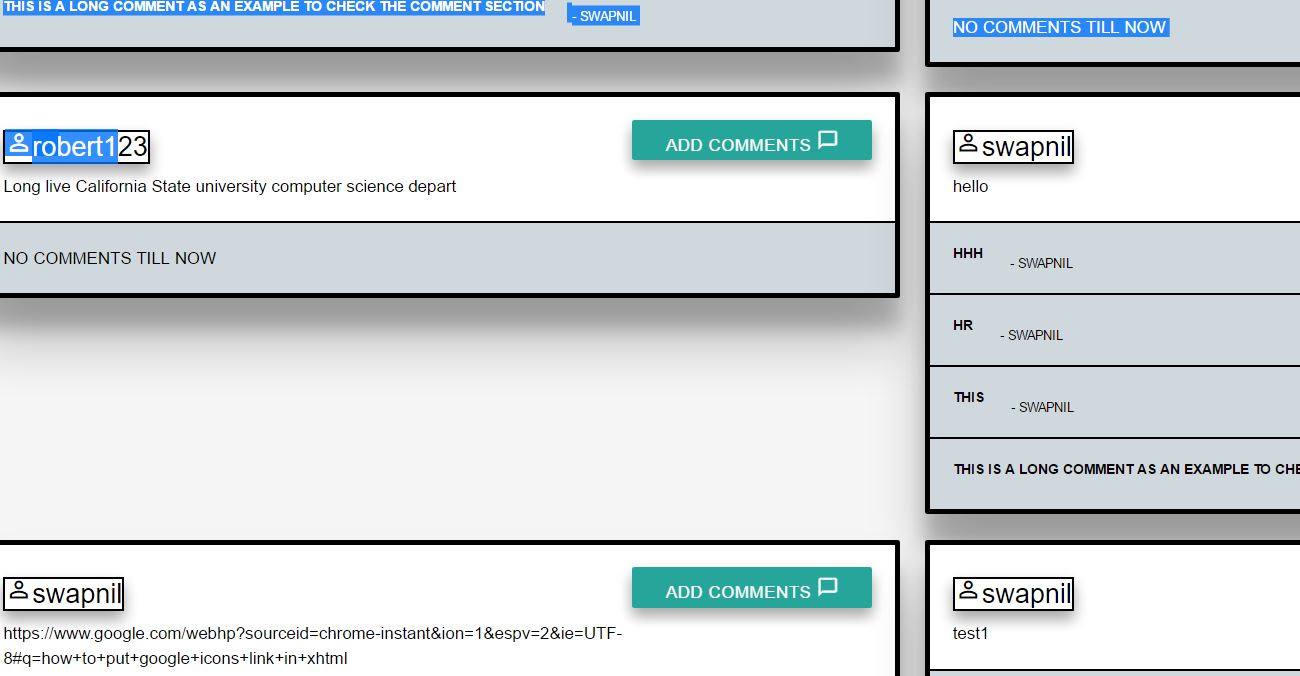 THIS IS A LONG COMMENT AS AN EXAMPLE TO CHECK THE COMMENT SECTION
- SWAPNIL
NO COMMENTS TILL NOW
robert123
ADD COMMENTS
Long live California State university computer science depart
NO COMMENTS TILL NOW
swapnil
hello
HHH
- SWAPNIL
HR
- SWAPNIL
THIS
- SWAPNIL
THIS IS A LONG COMMENT AS AN EXAMPLE TO CHE
swapnil
ADD COMMENTS
https://www.google.com/webhp?sourceid=chrome-instant&ion=1&espv=2&ie=UTF-
8#q=how+to+put+google+icons+link+in+xhtml
swapnil
test1